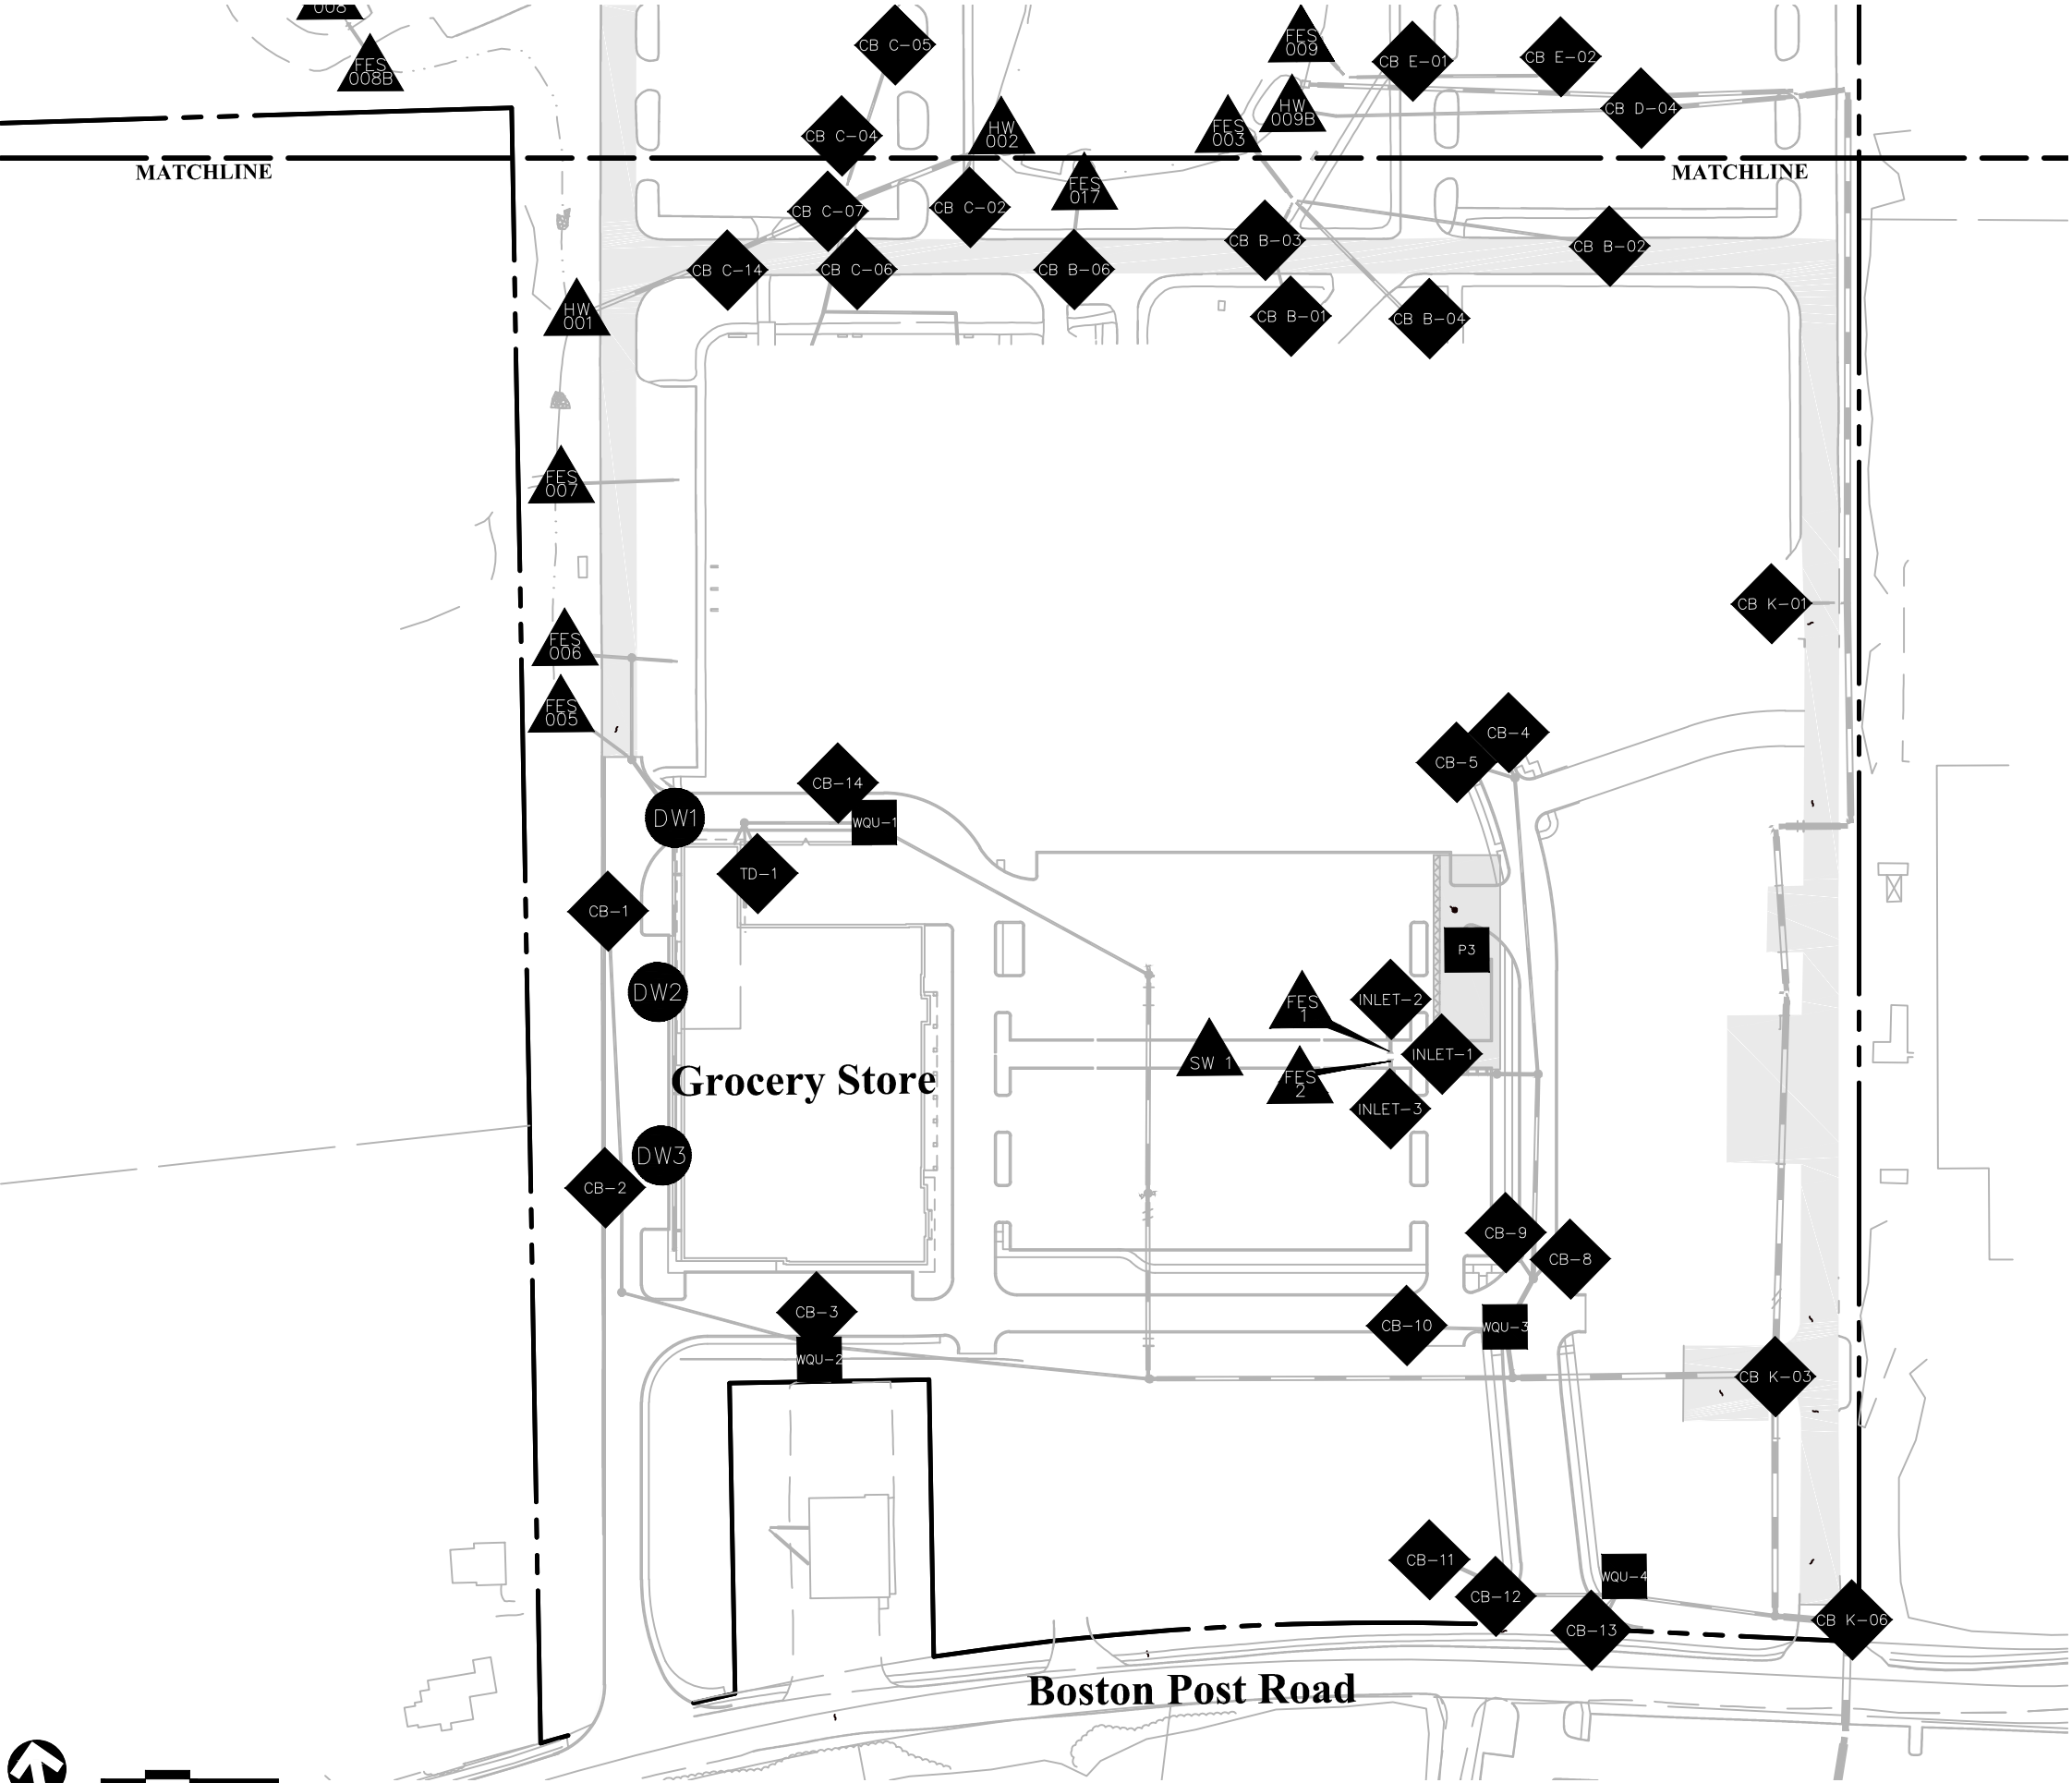 008
FES
008B
CB C-05
FES
009
CB E-01
CB E-02
CB C-04
HW
002
FES
003
HW
009B
CB D-04
MATCHLINE
MATCHLINE
FES
017
CB C-07
CB C-02
CB B-03
CB B-02
CB C-14
CB C-06
CB B-06
HW
001
CB B-01
CB B-04
FES
007
CB K-01
FES
006
FES
005
CB-4
CB-5
CB-14
DW1
WQU-1
TD-1
CB-1
P3
DW2
INLET-2
FES
1
SW 1
INLET-1
FES
2
Grocery Store
INLET-3
DW3
CB-2
CB-9
CB-8
CB-3
CB-10
WQU-3
WQU-2
CB K-03
CB-11
WQU-4
CB-12
CB-13
CB K-06
Boston Post Road